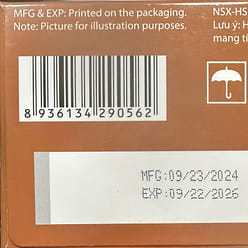 MFG & EXP: Printed on the packaging.
Note: Picture for illustration purposes.
NSX-HS
Lưu ý: H
mang tí
8 936134 290562
MFG:09/23/2024
EXP:09/22/2026